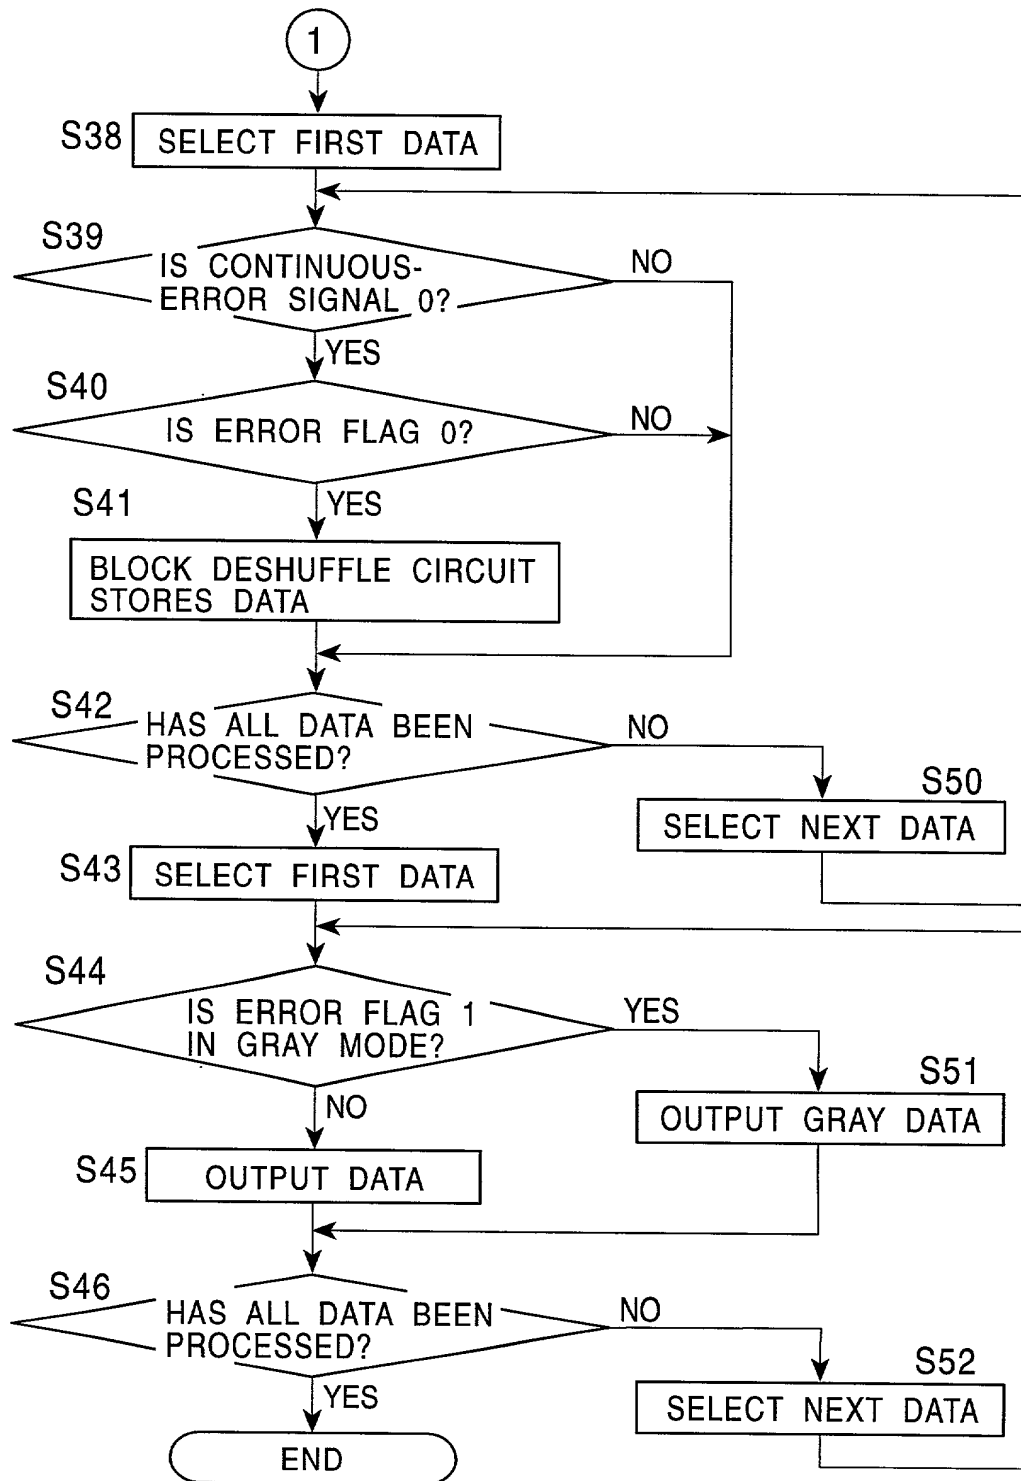 1
S38
SELECT FIRST DATA
S39
IS CONTINUOUS-
ERROR SIGNAL 0?
NO
YES
S40
IS ERROR FLAG 0?
NO
YES
S41
BLOCK DESHUFFLE CIRCUIT
STORES DATA
S42
HAS ALL DATA BEEN
PROCESSED?
NO
YES
S50
SELECT NEXT DATA
S43
SELECT FIRST DATA
S44
IS ERROR FLAG 1
IN GRAY MODE?
YES
NO
S51
OUTPUT GRAY DATA
S45
OUTPUT DATA
S46
HAS ALL DATA BEEN
PROCESSED?
NO
YES
S52
SELECT NEXT DATA
END